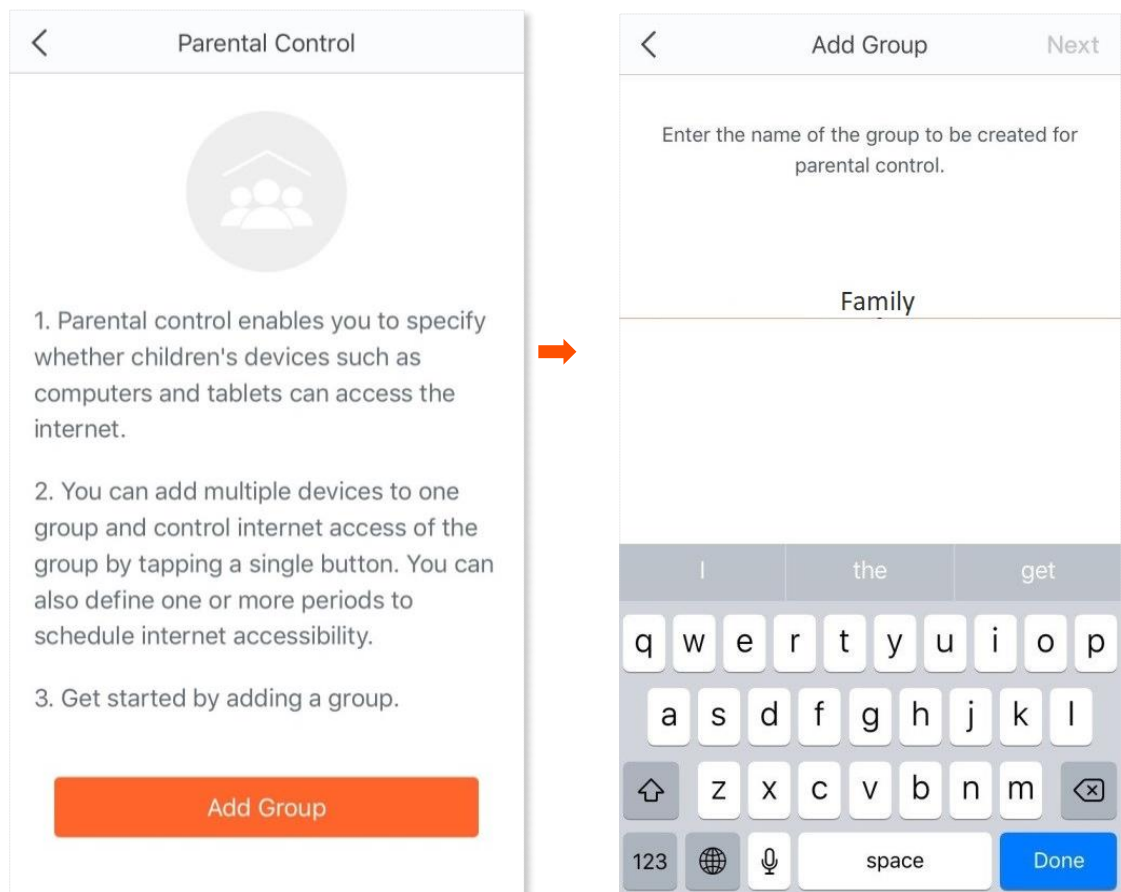 Parental Control
1. Parental control enables you to specify
whether children's devices such as
computers and tablets can access the
internet.
2. You can add multiple devices to one
group and control internet access of the
group by tapping a single button. You can
also define one or more periods to
schedule internet accessibility.
3. Get started by adding a group.
Add Group
Add Group Next
Enter the name of the group to be created for
parental control.
Family
I the get
q w e r t y u i o p
a s d f g h j k l
z x c v b n m
123 space Done